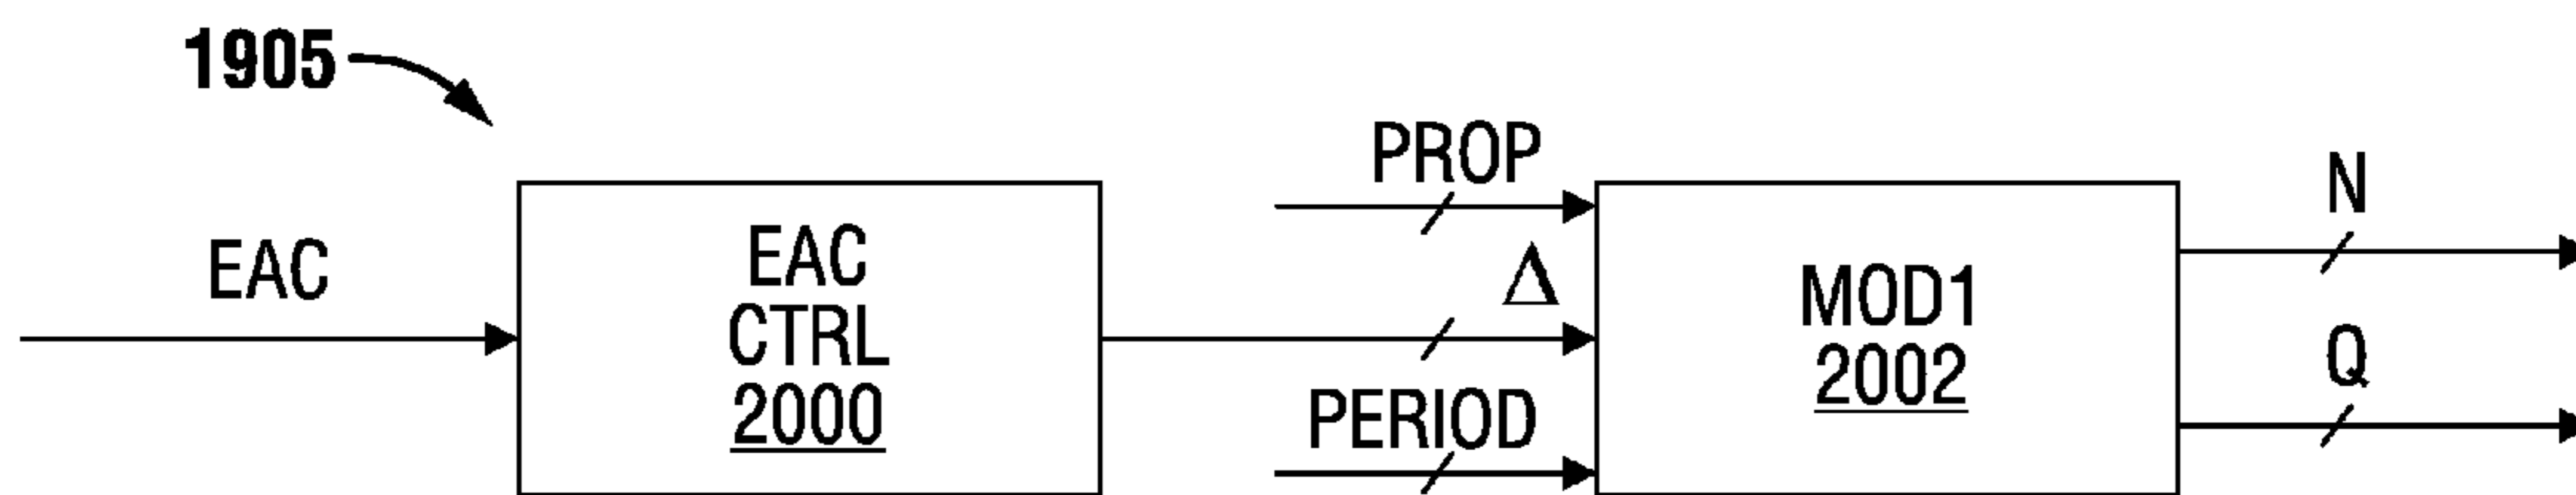 1905
EAC
EAC
CTRL
2000
PROP
Δ
PERIOD
MOD1
2002
N
Q